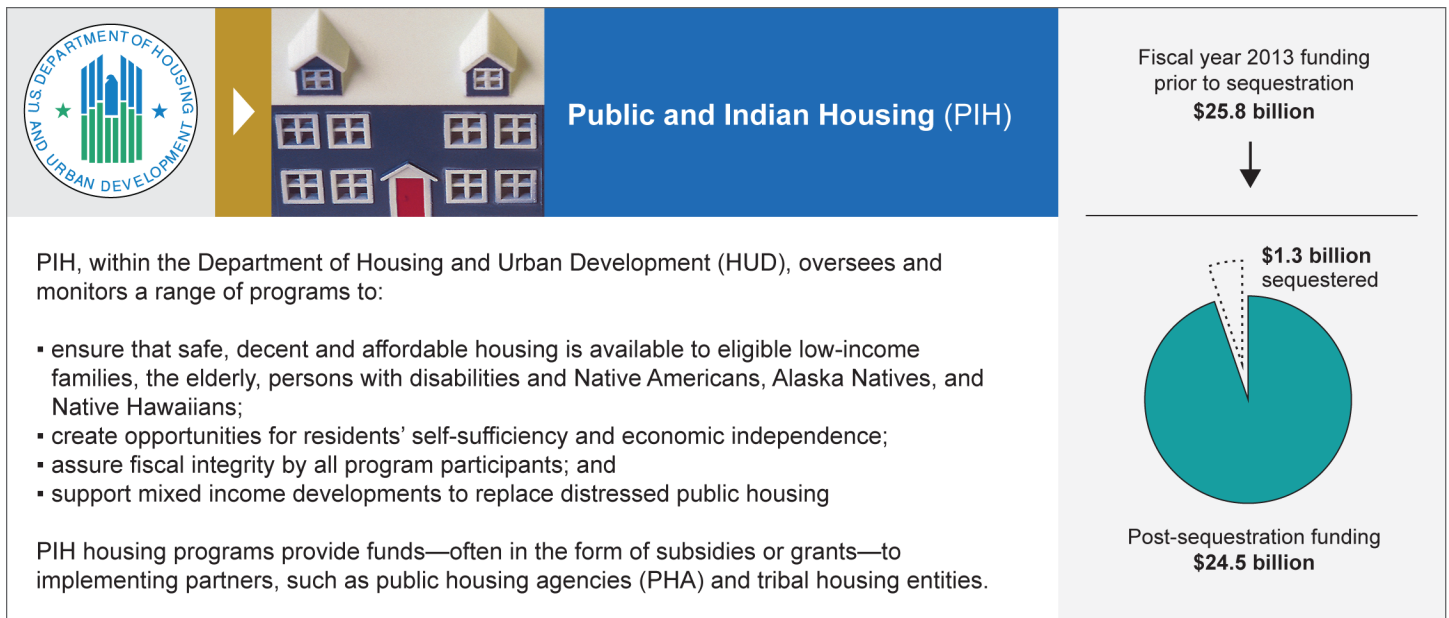 U.S. DEPARTMENT OF HOUSING
AND URBAN DEVELOPMENT
Public and Indian Housing (PIH)
PIH, within the Department of Housing and Urban Development (HUD), oversees and
monitors a range of programs to:
▪ ensure that safe, decent and affordable housing is available to eligible low-income
families, the elderly, persons with disabilities and Native Americans, Alaska Natives, and
Native Hawaiians;
▪ create opportunities for residents’ self-sufficiency and economic independence;
▪ assure fiscal integrity by all program participants; and
▪ support mixed income developments to replace distressed public housing
PIH housing programs provide funds—often in the form of subsidies or grants—to
implementing partners, such as public housing agencies (PHA) and tribal housing entities.
Fiscal year 2013 funding
prior to sequestration
$25.8 billion
$1.3 billion
sequestered
Post-sequestration funding
$24.5 billion